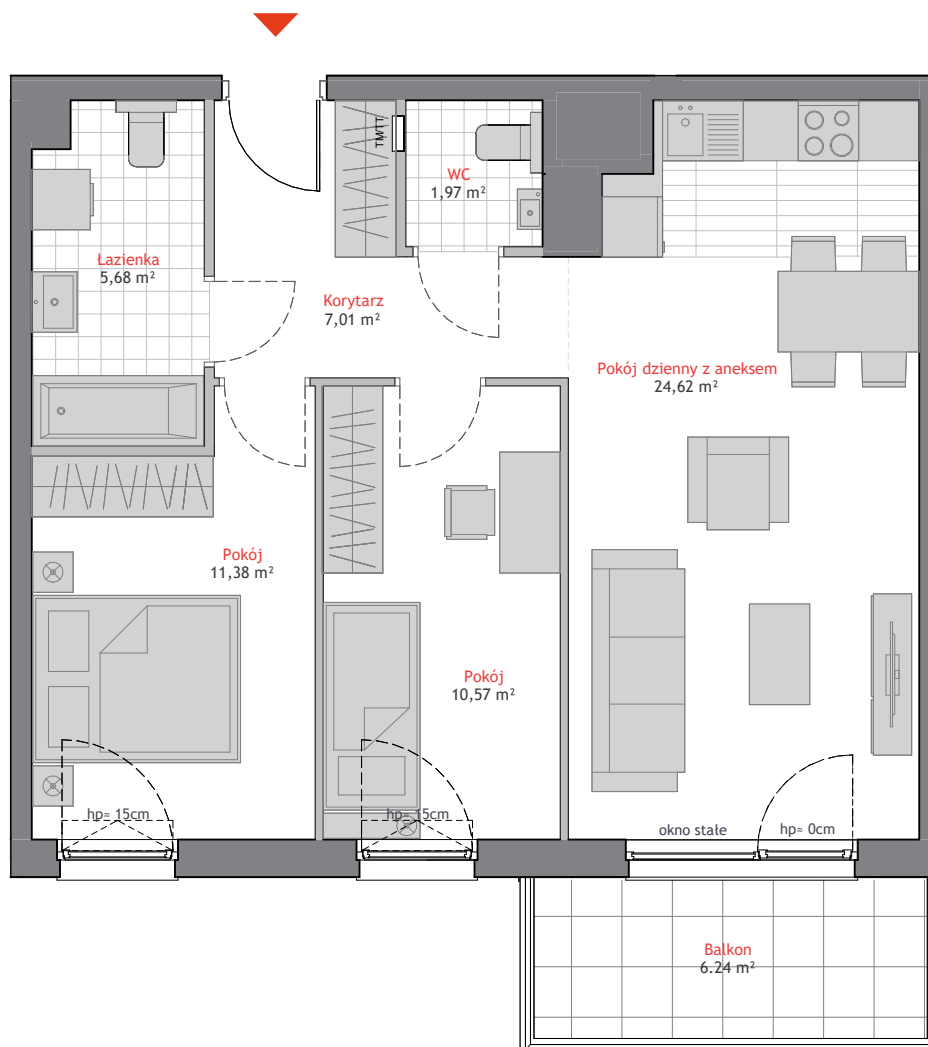 TMTT
WC
1,97 m²
Łazienka
5,68 m²
Korytarz
7,01 m²
Pokój dzienny z aneksem
24,62 m²
Pokój
11,38 m²
Pokój
10,57 m²
hp= 15cm
hp= 15cm
okno stałe
hp= 0cm
Balkon
6.24 m²